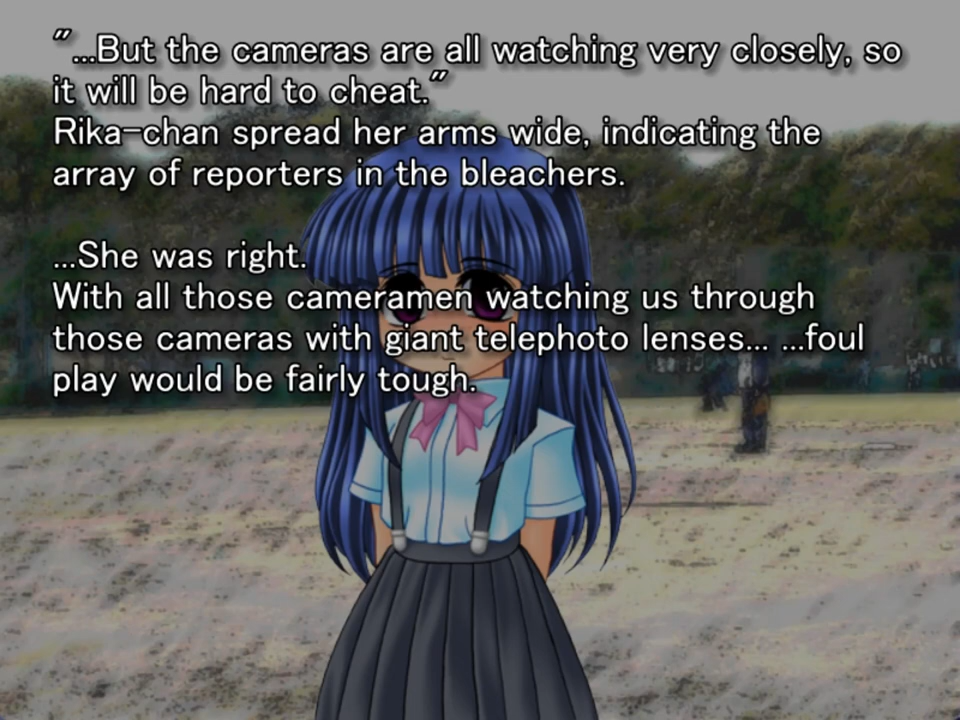 "...But the cameras are all watching very closely, so
it will be hard to cheat."
Rika-chan spread her arms wide, indicating the
array of reporters in the bleachers.
...She was right.
With all those cameramen watching us through
those cameras with giant telephoto lenses... ...foul
play would be fairly tough.